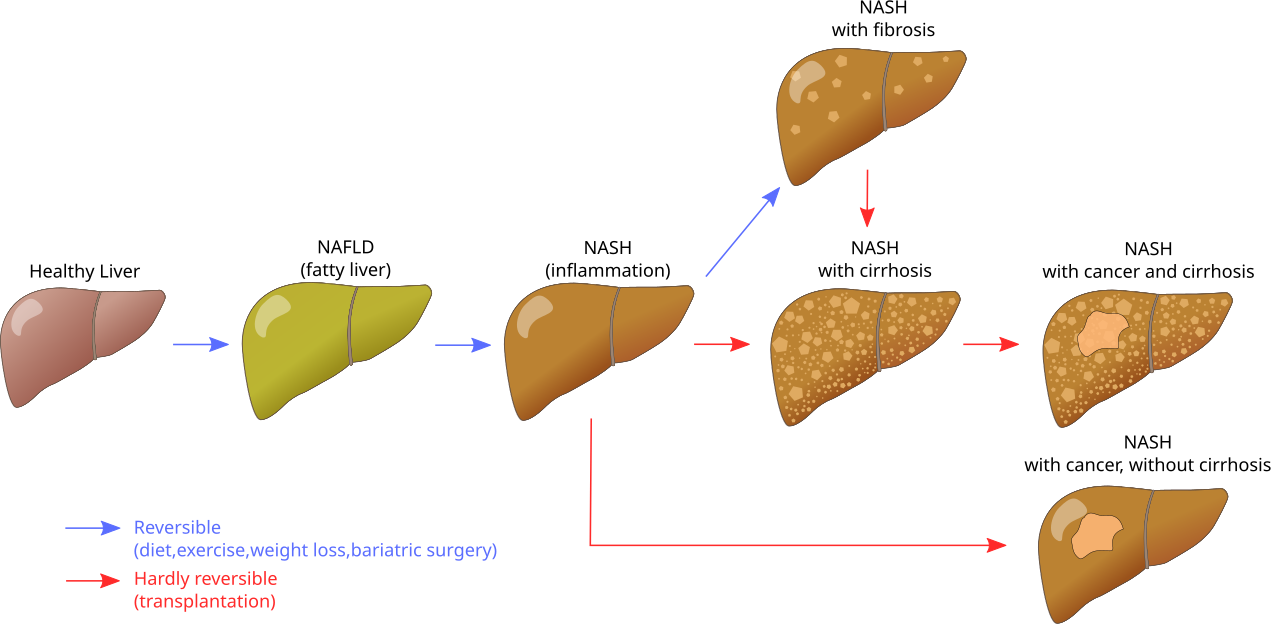 NASH
with fibrosis
Healthy Liver
NAFLD
(fatty liver)
NASH
(inflammation)
NASH
with cirrhosis
NASH
with cancer and cirrhosis
NASH
with cancer, without cirrhosis
Reversible
(diet,exercise,weight loss,bariatric surgery)
Hardly reversible
(transplantation)